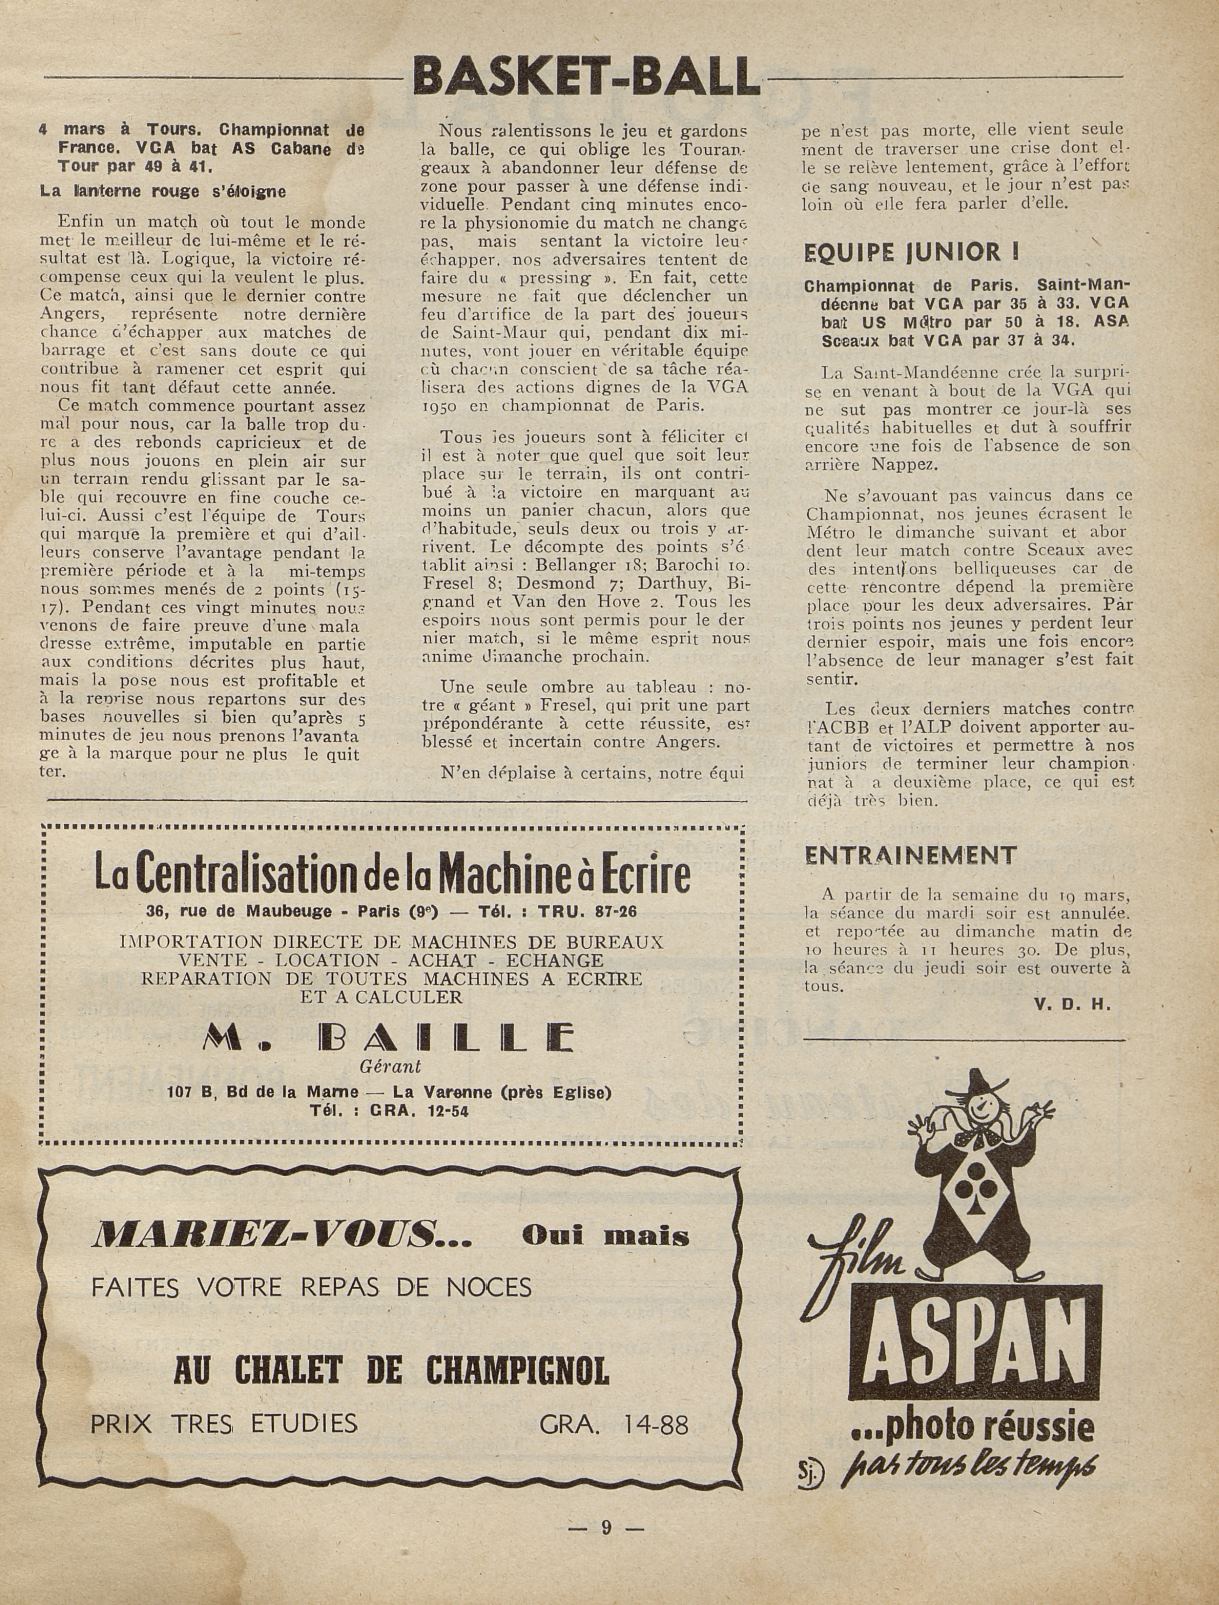 BASKET-BALL
4 mars à Tours. Championnat de
France. VGA bat AS Cabane de
Tour par 49 à 41.
La lanterne rouge s'éloigne
Enfin un match où tout le monde
met le meilleur de lui-même et le ré-
sultat est là. Logique, la victoire ré-
compense ceux qui la veulent le plus.
Ce match, ainsi que le dernier contre
Angers, représente notre dernière
chance d'échapper aux matches de
barrage et c'est sans doute ce qui
contribue à ramener cet esprit qui
nous fit tant défaut cette année.
Ce match commence pourtant assez
mal pour nous, car la balle trop du-
re a des rebonds capricieux et de
plus nous jouons en plein air sur
un terrain rendu glissant par le sa-
ble qui recouvre en fine couche ce-
lui-ci. Aussi c'est l'équipe de Tours
qui marque la première et qui d'ail-
leurs conserve l'avantage pendant la
première période et à la mi-temps
nous sommes menés de 2 points (15-
17). Pendant ces vingt minutes nous
venons de faire preuve d'une mala
dresse extrême, imputable en partie
aux conditions décrites plus haut,
mais la pose nous est profitable et
à la reprise nous repartons sur des
bases nouvelles si bien qu'après 5
minutes de jeu nous prenons l'avanta
ge à la marque pour ne plus le quit
ter.
Nous ralentissons le jeu et gardons
la balle, ce qui oblige les Touran-
geaux à abandonner leur défense de
zone pour passer à une défense indi-
viduelle. Pendant cinq minutes enco-
re la physionomie du match ne change
pas, mais sentant la victoire leur
échapper, nos adversaires tentent de
faire du « pressing ». En fait, cette
mesure ne fait que déclencher un
feu d'artifice de la part des joueurs
de Saint-Maur qui, pendant dix mi-
nutes, vont jouer en véritable équipe
où chacun conscient de sa tâche réa-
lisera des actions dignes de la VGA
1950 en championnat de Paris.
Tous les joueurs sont à féliciter et
il est à noter que quel que soit leur
place sur le terrain, ils ont contri-
bué à la victoire en marquant au
moins un panier chacun, alors que
d'habitude, seuls deux ou trois y ar-
rivent. Le décompte des points s'é
tablit ainsi : Bellanger 18; Barochi 10.
Fresel 8; Desmond 7; Darthuy, Bi-
gnand et Van den Hove 2. Tous les
espoirs nous sont permis pour le der
nier match, si le même esprit nous
anime dimanche prochain.
Une seule ombre au tableau : no-
tre « géant » Fresel, qui prit une part
prépondérante à cette réussite, est
blessé et incertain contre Angers.
N'en déplaise à certains, notre équi
pe n'est pas morte, elle vient seule
ment de traverser une crise dont el-
le se relève lentement, grâce à l'effort
de sang nouveau, et le jour n'est pas
loin où elle fera parler d'elle.
EQUIPE JUNIOR !
Championnat de Paris. Saint-Man-
déenne bat VGA par 35 à 33. VGA
bat US Métro par 50 à 18. ASA
Sceaux bat VGA par 37 à 34.
La Saint-Mandéenne crée la surpri-
se en venant à bout de la VGA qui
ne sut pas montrer ce jour-là ses
qualités habituelles et dut à souffrir
encore une fois de l'absence de son
arrière Nappez.
Ne s'avouant pas vaincus dans ce
Championnat, nos jeunes écrasent le
Métro le dimanche suivant et abor
dent leur match contre Sceaux avec
des intentions belliqueuses car de
cette rencontre dépend la première
place pour les deux adversaires. Par
trois points nos jeunes y perdent leur
dernier espoir, mais une fois encore
l'absence de leur manager s'est fait
sentir.
Les deux derniers matches contre
l'ACBB et l'ALP doivent apporter au-
tant de victoires et permettre à nos
juniors de terminer leur champion-
nat à a deuxième place, ce qui est
déjà très bien.
ENTRAINEMENT
A partir de la semaine du 19 mars,
la séance du mardi soir est annulée.
et reportée au dimanche matin de
10 heures à 11 heures 30. De plus,
la séance du jeudi soir est ouverte à
tous.
V. D. H.
La Centralisation de la Machine à Ecrire
36, rue de Maubeuge - Paris (9e) — Tél. : TRU. 87-26
IMPORTATION DIRECTE DE MACHINES DE BUREAUX
VENTE - LOCATION - ACHAT - ECHANGE
REPARATION DE TOUTES MACHINES A ECRIRE
ET A CALCULER
M. BAILLE
Gérant
107 B, Bd de la Marne — La Varenne (près Eglise)
Tél. : GRA. 12-54
MARIEZ-VOUS... Oui mais
FAITES VOTRE REPAS DE NOCES
AU CHALET DE CHAMPIGNOL
PRIX TRES ETUDIES GRA. 14-88
film
ASPAN
...photo réussie
par tous les temps
Sj.
— 9 —